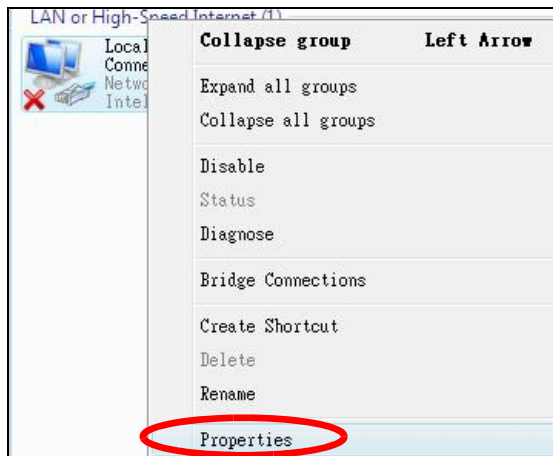 LAN or High-Speed Internet (1)
Local
Conne
Netwo
Intel
Collapse group Left Arrow
Expand all groups
Collapse all groups
Disable
Status
Diagnose
Bridge Connections
Create Shortcut
Delete
Rename
Properties